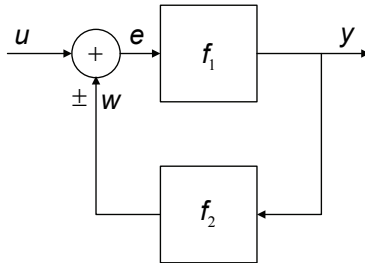 u + e f₁ y
± w
f₂